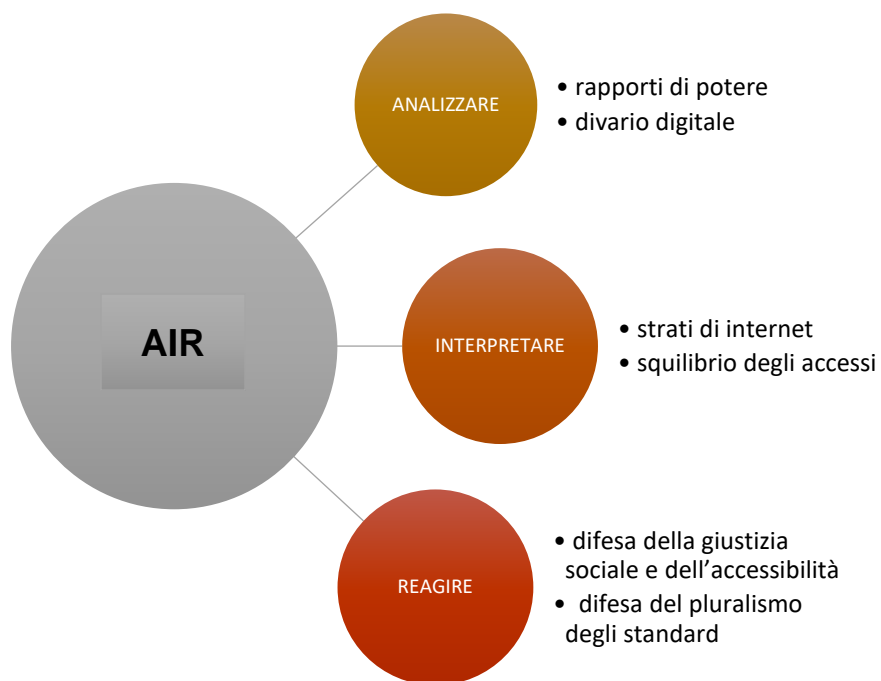 ANALIZZARE
• rapporti di potere
• divario digitale
AIR
INTERPRETARE
• strati di internet
• squilibrio degli accessi
REAGIRE
• difesa della giustizia
sociale e dell’accessibilità
• difesa del pluralismo
degli standard